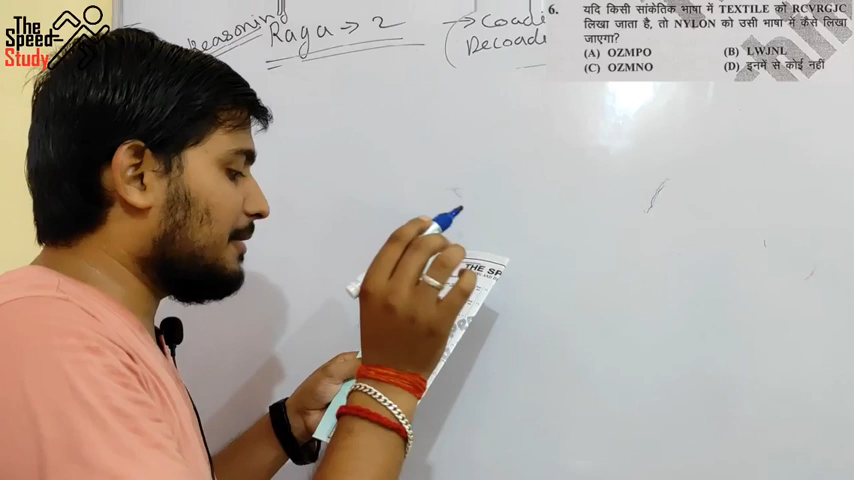 The
Speed
Study
Reasoning
Raga → 2
→ Coadi
Decoade
6. यदि किसी सांकेतिक भाषा में TEXTILE को RCVRGJC
लिखा जाता है, तो NYLON को उसी भाषा में कैसे लिखा
जाएगा?
(A) OZMPO (B) LWJNL
(C) OZMNO (D) इनमें से कोई नहीं
THE SP